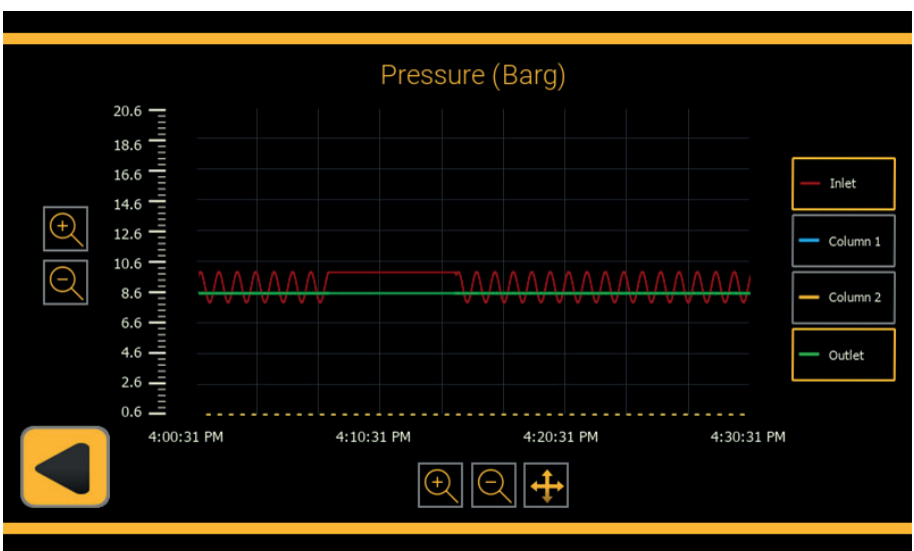 Pressure (Barg)
20.6
18.6
16.6
14.6
12.6
10.6
8.6
6.6
4.6
2.6
0.6
4:00:31 PM 4:10:31 PM 4:20:31 PM 4:30:31 PM
Inlet
Column 1
Column 2
Outlet